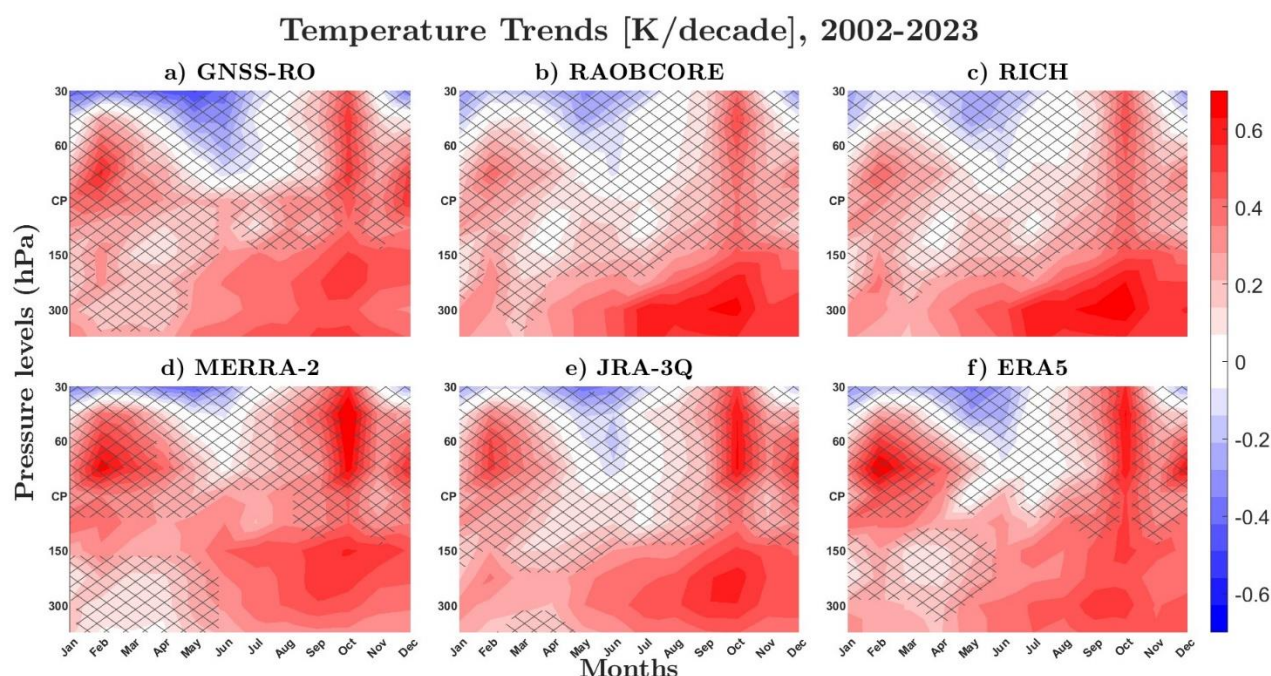 Temperature Trends [K/decade], 2002-2023
a) GNSS-RO
b) RAOBCORE
c) RICH
30
60
CP
150
300
30
60
CP
150
300
30
60
CP
150
300
0.6
0.4
0.2
0
-0.2
-0.4
-0.6
Pressure levels (hPa)
d) MERRA-2
e) JRA-3Q
f) ERA5
30
60
CP
150
300
30
60
CP
150
300
30
60
CP
150
300
Jan Feb Mar Apr May Jun Jul Aug Sep Oct Nov Dec
Jan Feb Mar Apr May Jun Jul Aug Sep Oct Nov Dec
Jan Feb Mar Apr May Jun Jul Aug Sep Oct Nov Dec
Months